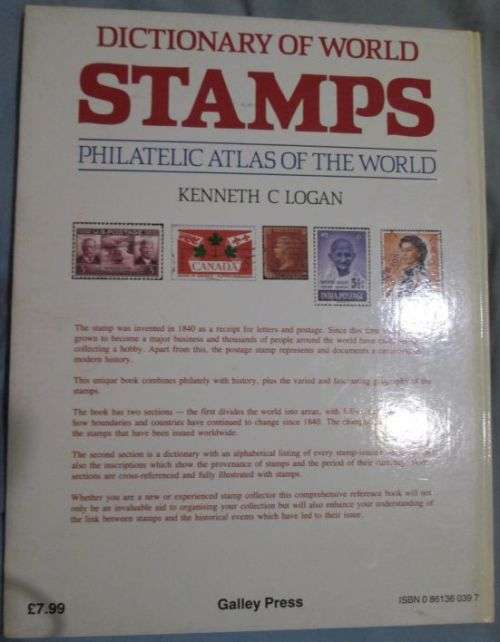 DICTIONARY OF WORLD
STAMPS
PHILATELIC ATLAS OF THE WORLD
KENNETH C LOGAN
U.S. POSTAGE
CANADA
INDIA POSTAGE
The stamp was invented in 1840 as a receipt for letters and postage. Since this time
grown to become a major business and thousands of people around the world have
collecting a hobby. Apart from this, the postage stamp represents and documents a
modern history.
This unique book combines philately with history, plus the varied and fascinating geography of the
stamps.
The book has two sections — the first divides the world into areas, with
how boundaries and countries have continued to change since 1840. The
the stamps that have been issued worldwide.
The second section is a dictionary with an alphabetical listing of every stamp-issuing
also the inscriptions which show the provenance of stamps and the period of their
sections are cross-referenced and fully illustrated with stamps.
Whether you are a new or experienced stamp collector this comprehensive reference book will not
only be an invaluable aid to organising your collection but will also enhance your understanding of
the link between stamps and the historical events which have led to their issue.
£7.99
Galley Press
ISBN 0 86136 039 7